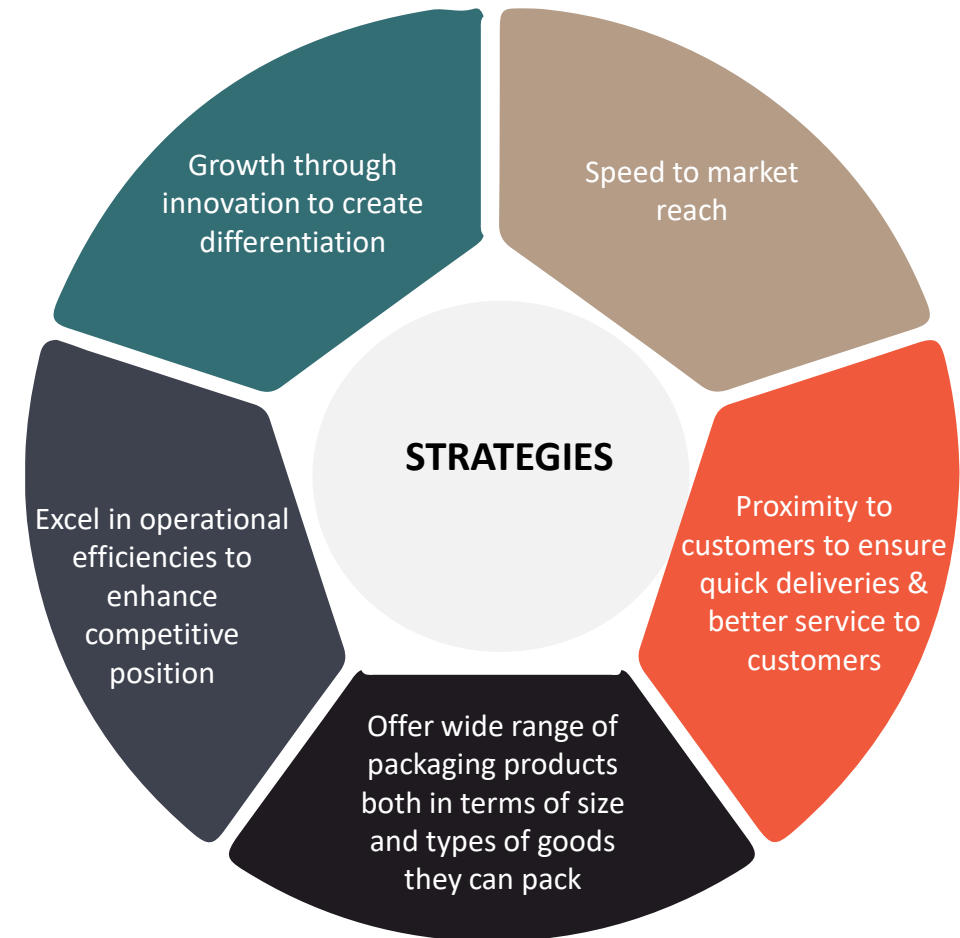 Growth through
innovation to create
differentiation
Speed to market
reach
STRATEGIES
Excel in operational
efficiencies to
enhance
competitive
position
Proximity to
customers to ensure
quick deliveries &
better service to
customers
Offer wide range of
packaging products
both in terms of size
and types of goods
they can pack